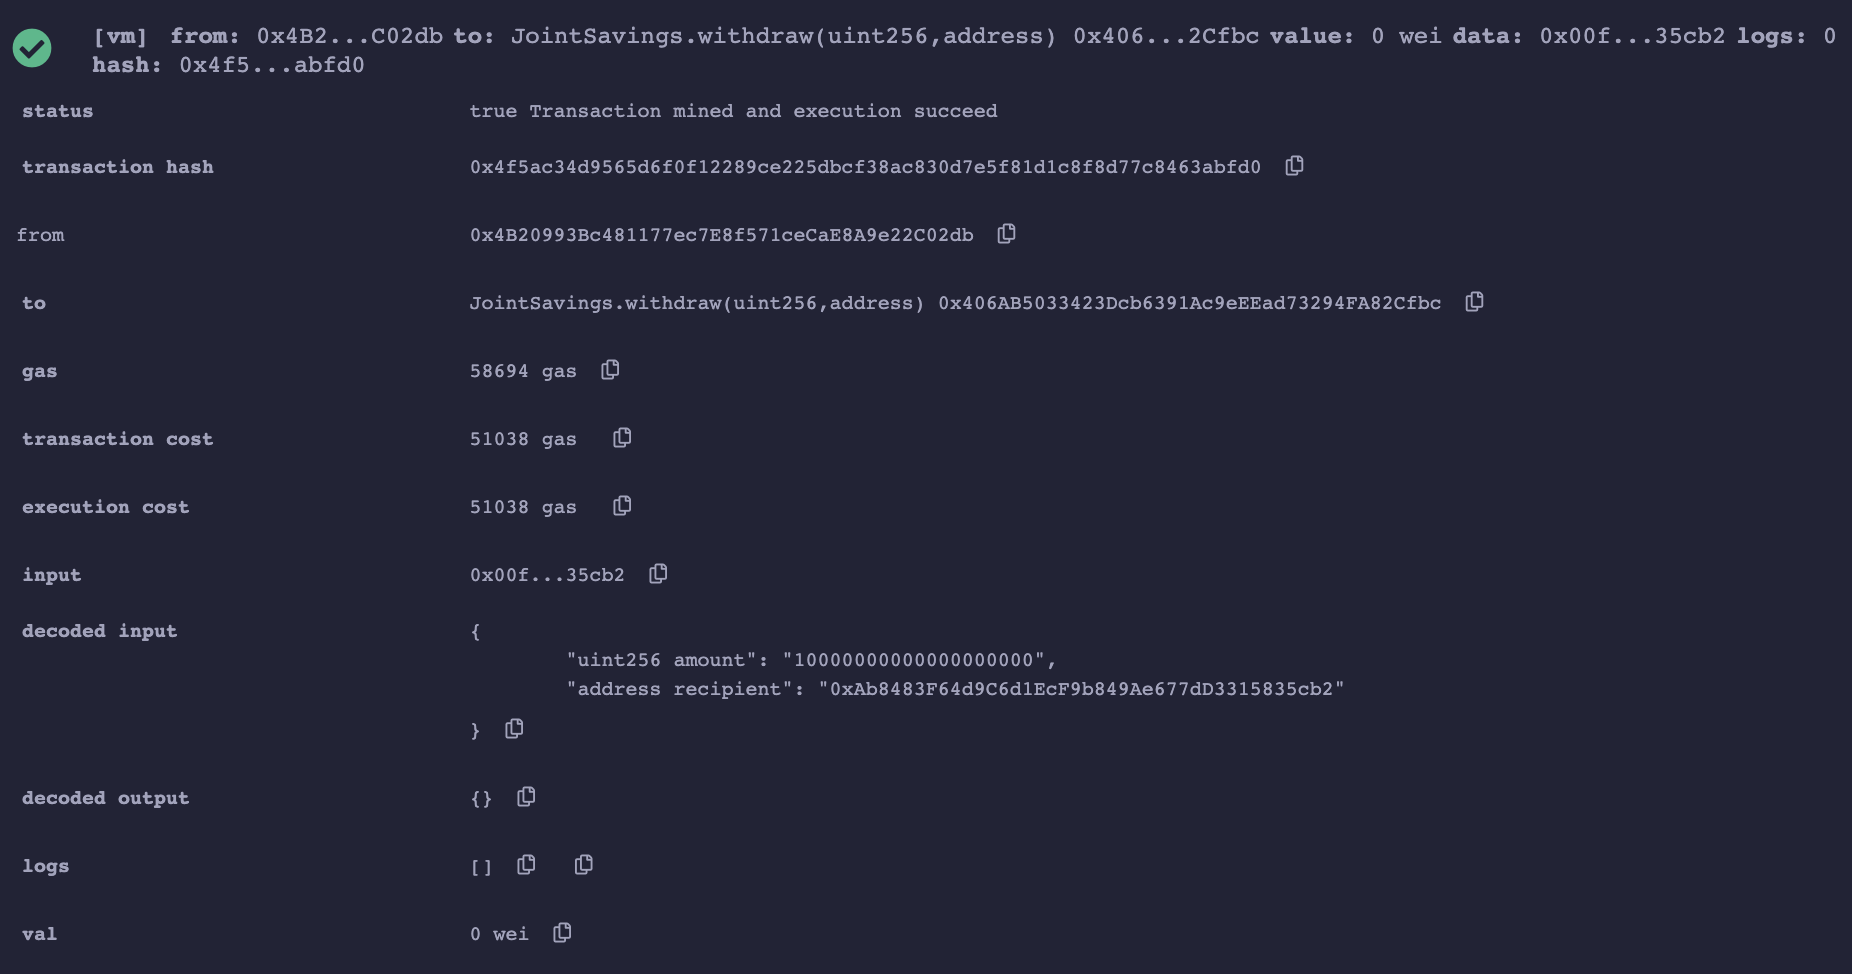 [vm] from: 0x4B2...C02db to: JointSavings.withdraw(uint256,address) 0x406...2Cfbc value: 0 wei data: 0x00f...35cb2 logs: 0
hash: 0x4f5...abfd0
status true Transaction mined and execution succeed
transaction hash 0x4f5ac34d9565d6f0f12289ce225dbcf38ac830d7e5f81d1c8f8d77c8463abfd0
from 0x4B20993Bc481177ec7E8f571ceCaE8A9e22C02db
to JointSavings.withdraw(uint256,address) 0x406AB5033423Dcb6391Ac9eEEad73294FA82Cfbc
gas 58694 gas
transaction cost 51038 gas
execution cost 51038 gas
input 0x00f...35cb2
decoded input {
"uint256 amount": "10000000000000000000",
"address recipient": "0xAb8483F64d9C6d1EcF9b849Ae677dD3315835cb2"
}
decoded output {}
logs []
val 0 wei